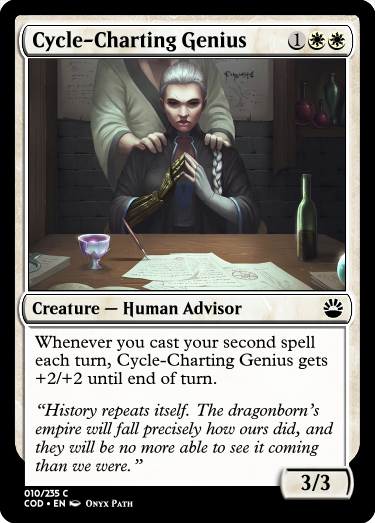 Cycle-Charting Genius 1
Creature — Human Advisor
Whenever you cast your second spell
each turn, Cycle-Charting Genius gets
+2/+2 until end of turn.
“History repeats itself. The dragonborn's
empire will fall precisely how ours did, and
they will be no more able to see it coming
than we were.”
3/3
010/235 C
COD • EN Onyx Path